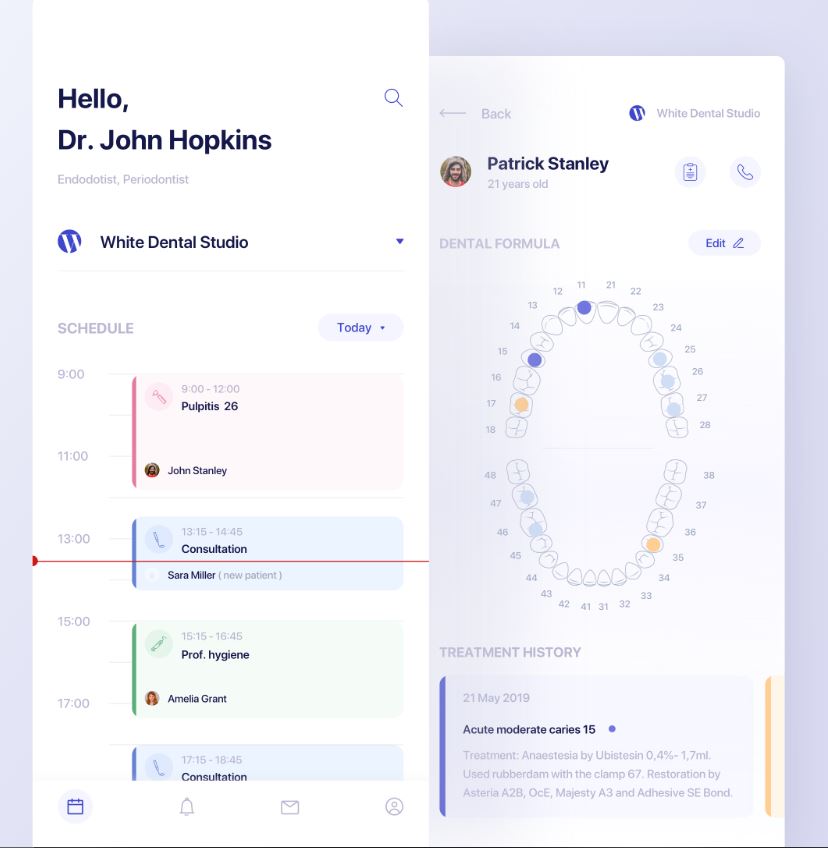 Hello,
Dr. John Hopkins
Endodotist, Periodontist
White Dental Studio
SCHEDULE
Today
9:00
9:00 - 12:00
Pulpitis 26
11:00
John Stanley
13:00
13:15 - 14:45
Consultation
Sara Miller ( new patient )
15:00
15:15 - 16:45
Prof. hygiene
Amelia Grant
17:00
17:15 - 18:45
Consultation
Back
White Dental Studio
Patrick Stanley
21 years old
DENTAL FORMULA
Edit
11 21
12 22
13 23
14 24
15 25
16 26
17 27
18 28
48 38
47 37
46 36
45 35
44 34
43 33
42 41 31 32
TREATMENT HISTORY
21 May 2019
Acute moderate caries 15
Treatment: Anaestesia by Ubistesin 0,4%- 1,7ml.
Used rubberdam with the clamp 67. Restoration by
Asteria A2B, OcE, Majesty A3 and Adhesive SE Bond.